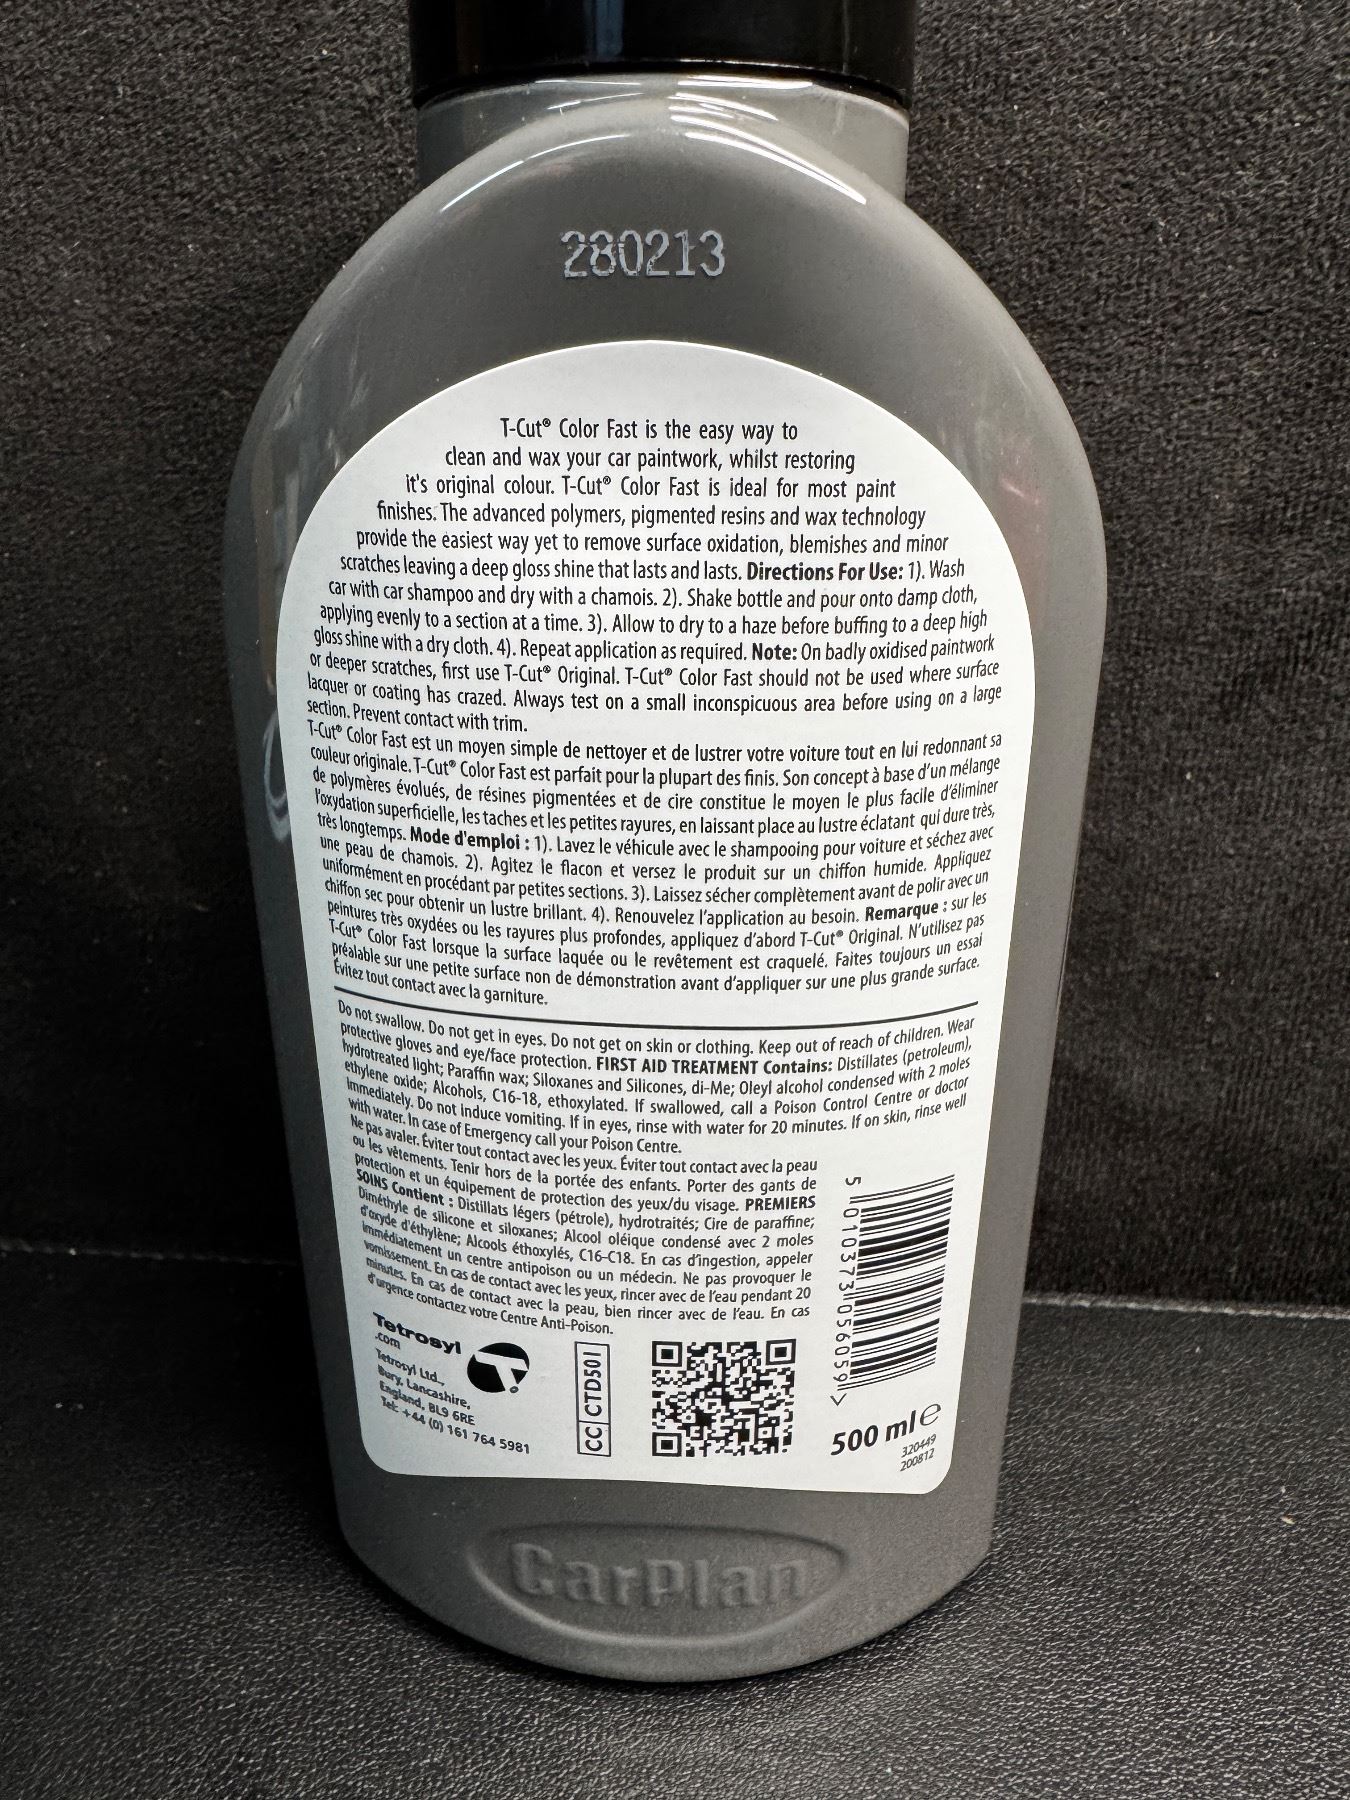 280213
T-Cut® Color Fast is the easy way to
clean and wax your car paintwork, whilst restoring
it's original colour. T-Cut® Color Fast is ideal for most paint
finishes. The advanced polymers, pigmented resins and wax technology
provide the easiest way yet to remove surface oxidation, blemishes and minor
scratches leaving a deep gloss shine that lasts and lasts. Directions For Use: 1). Wash
car with car shampoo and dry with a chamois. 2). Shake bottle and pour onto damp cloth,
applying evenly to a section at a time. 3). Allow to dry to a haze before buffing to a deep high
gloss shine with a dry cloth. 4). Repeat application as required. Note: On badly oxidised paintwork
or deeper scratches, first use T-Cut® Original. T-Cut® Color Fast should not be used where surface
lacquer or coating has crazed. Always test on a small inconspicuous area before using on a large
section. Prevent contact with trim.
T-Cut® Color Fast est un moyen simple de nettoyer et de lustrer votre voiture tout en lui redonnant sa
couleur originale. T-Cut® Color Fast est parfait pour la plupart des finis. Son concept à base d'un mélange
de polymères évolués, de résines pigmentées et de cire constitue le moyen le plus facile d'éliminer
l'oxydation superficielle, les taches et les petites rayures, en laissant place au lustre éclatant qui dure très,
très longtemps. Mode d'emploi : 1). Lavez le véhicule avec le shampooing pour voiture et séchez avec
une peau de chamois. 2). Agitez le flacon et versez le produit sur un chiffon humide. Appliquez
uniformément en procédant par petites sections. 3). Laissez sécher complètement avant de polir avec un
chiffon sec pour obtenir un lustre brillant. 4). Renouvelez l'application au besoin. Remarque : sur les
peintures très oxydées ou les rayures plus profondes, appliquez d'abord T-Cut® Original. N'utilisez pas
T-Cut® Color Fast lorsque la surface laquée ou le revêtement est craquelé. Faites toujours un essai
préalable sur une petite surface non de démonstration avant d'appliquer sur une plus grande surface.
Évitez tout contact avec la garniture.
Do not swallow. Do not get in eyes. Do not get on skin or clothing. Keep out of reach of children. Wear
protective gloves and eye/face protection. FIRST AID TREATMENT Contains: Distillates (petroleum),
hydrotreated light; Paraffin wax; Siloxanes and Silicones, di-Me; Oleyl alcohol condensed with 2 moles
ethylene oxide; Alcohols, C16-18, ethoxylated. If swallowed, call a Poison Control Centre or doctor
immediately. Do not induce vomiting. If in eyes, rinse with water for 20 minutes. If on skin, rinse well
with water. In case of Emergency call your Poison Centre.
Ne pas avaler. Éviter tout contact avec les yeux. Éviter tout contact avec la peau
ou les vêtements. Tenir hors de la portée des enfants. Porter des gants de
protection et un équipement de protection des yeux/du visage. PREMIERS
SOINS Contient : Distillats légers (pétrole), hydrotraités; Cire de paraffine;
Diméthyle de silicone et siloxanes; Alcool oléique condensé avec 2 moles
d'oxyde d'éthylène; Alcools éthoxylés, C16-C18. En cas d'ingestion, appeler
immédiatement un centre antipoison ou un médecin. Ne pas provoquer le
vomissement. En cas de contact avec les yeux, rincer avec de l'eau pendant 20
minutes. En cas de contact avec la peau, bien rincer avec de l'eau. En cas
d'urgence contactez votre Centre Anti-Poison.
5 010373 056059 >
Tetrosyl
.com
Tetrosyl Ltd.,
Bury, Lancashire,
England, BL9 6RE
Tel: +44 (0) 161 764 5981
CC CTD501
500 ml e
320449
200812
CarPlan